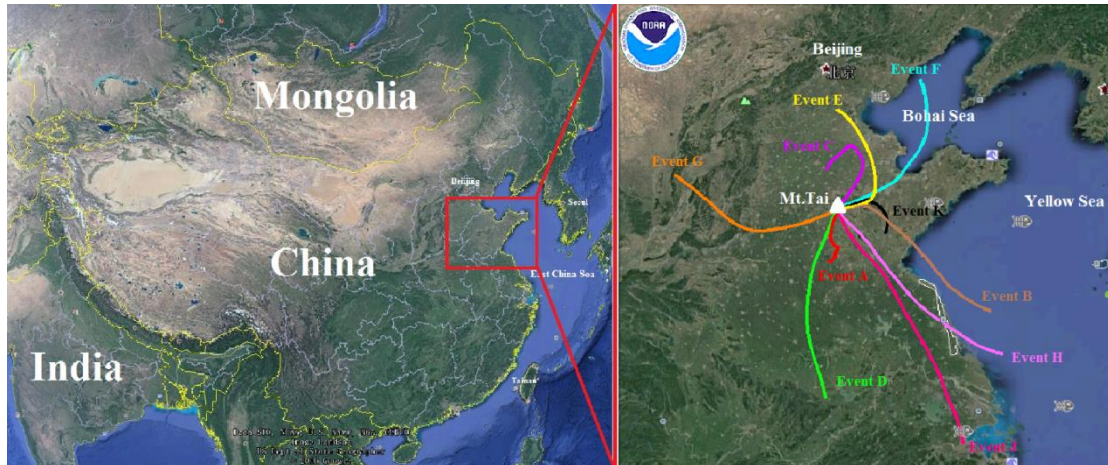 Mongolia
Beijing
Seoul
China
East China Sea
India
Taiwan
NOAA
Beijing
北京
Event F
Event E
Bohai Sea
Event G
Mt.Tai
Event K
Yellow Sea
Event A
Event B
Event H
Event D
Event J